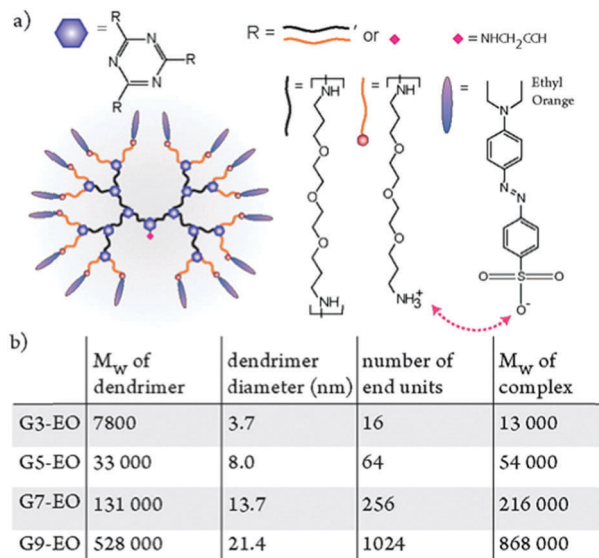 a)
R
N
N
R
N
R
=
R = ′ or
= NHCH₂CCH
=
NH
O
O
O
NH
=
NH
O
O
O
NH₃⁺
=
Ethyl
Orange
N
N=N
O=S=O
O⁻
b)
M_W of dendrimer | dendrimer diameter (nm) | number of end units | M_W of complex
G3-EO 7800 3.7 16 13 000
G5-EO 33 000 8.0 64 54 000
G7-EO 131 000 13.7 256 216 000
G9-EO 528 000 21.4 1024 868 000